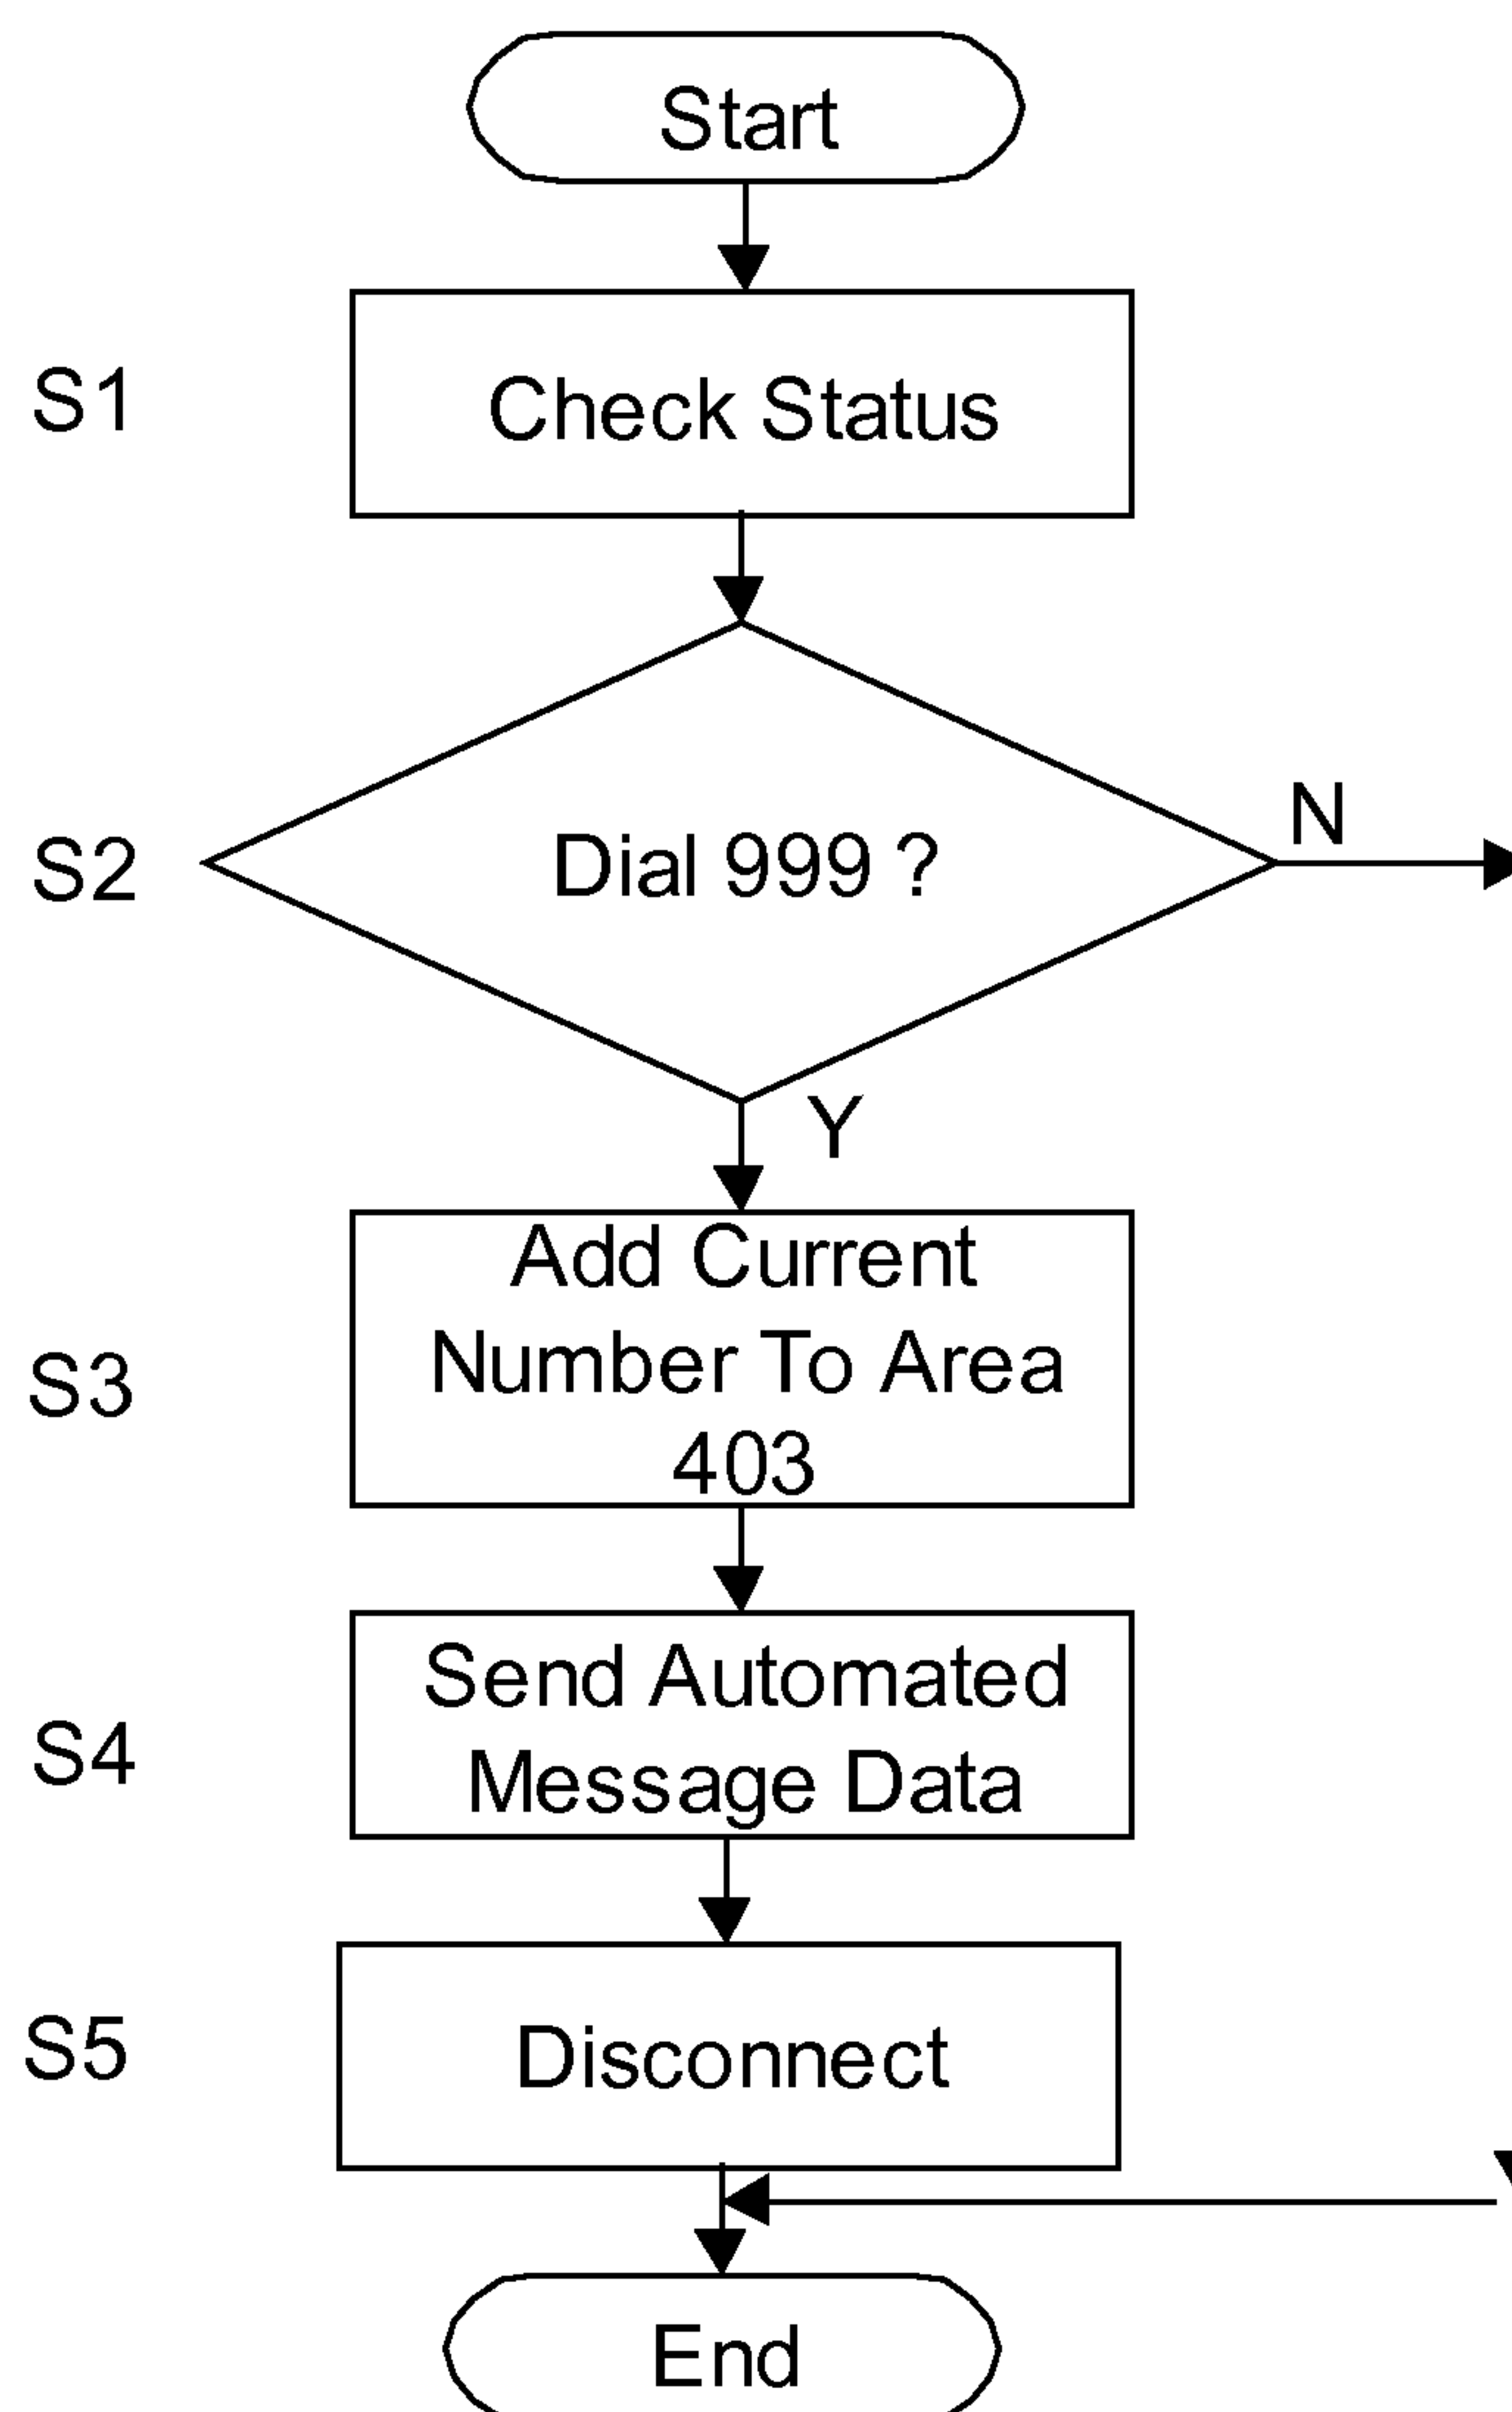 Start
S1
Check Status
S2
Dial 999 ?
N
Y
S3
Add Current
Number To Area
403
S4
Send Automated
Message Data
S5
Disconnect
End